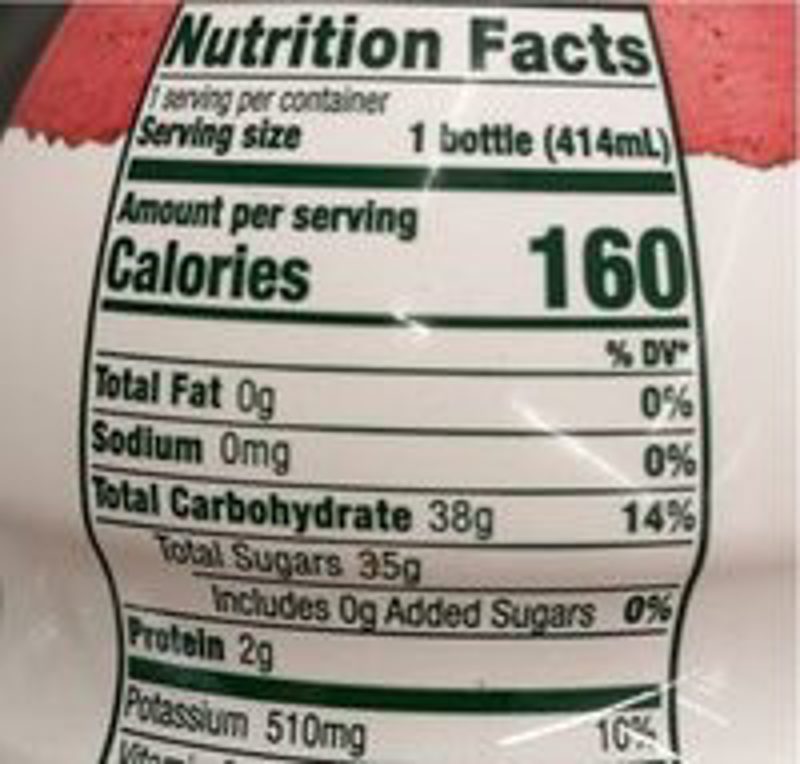 Nutrition Facts
1 serving per container
Serving size 1 bottle (414mL)
Amount per serving
Calories 160
% DV*
Total Fat 0g 0%
Sodium 0mg 0%
Total Carbohydrate 38g 14%
Total Sugars 35g
Includes 0g Added Sugars 0%
Protein 2g
Potassium 510mg 10%